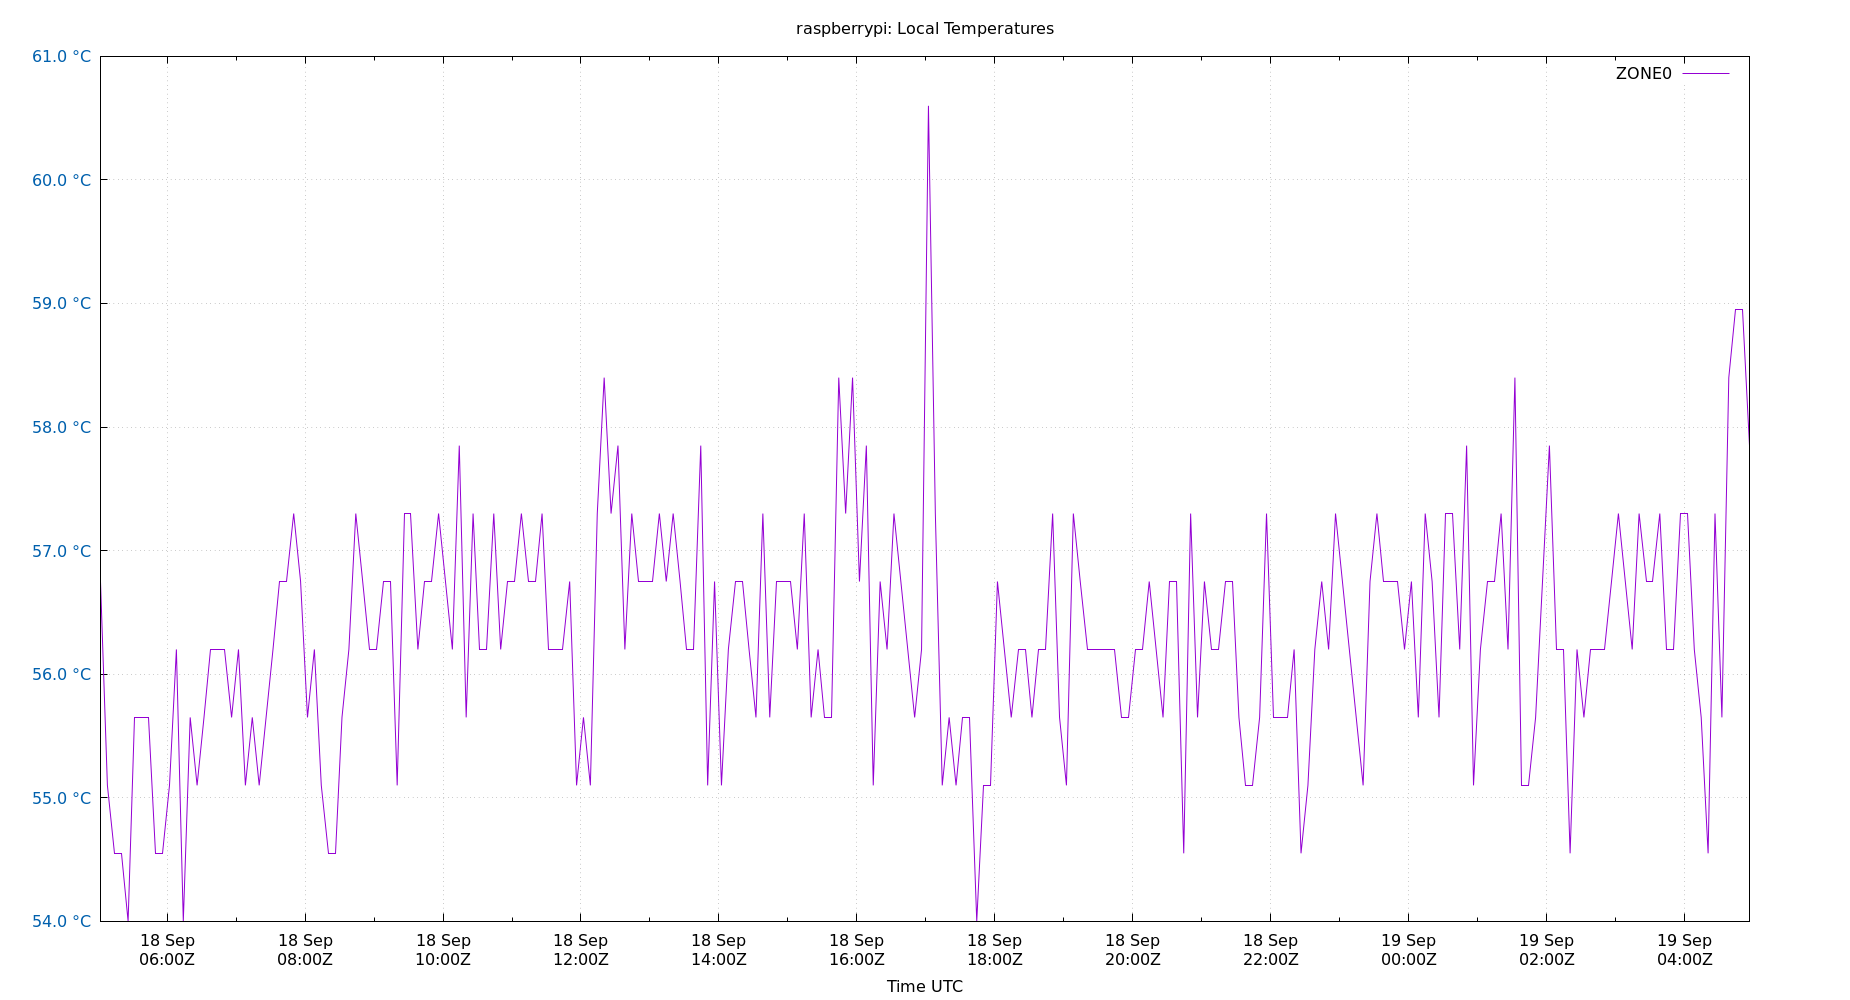 raspberrypi: Local Temperatures
61.0 °C
ZONE0
60.0 °C
59.0 °C
58.0 °C
57.0 °C
56.0 °C
55.0 °C
54.0 °C
18 Sep 18 Sep 18 Sep 18 Sep 18 Sep 18 Sep 18 Sep 18 Sep 18 Sep 19 Sep 19 Sep 19 Sep
06:00Z 08:00Z 10:00Z 12:00Z 14:00Z 16:00Z 18:00Z 20:00Z 22:00Z 00:00Z 02:00Z 04:00Z
Time UTC